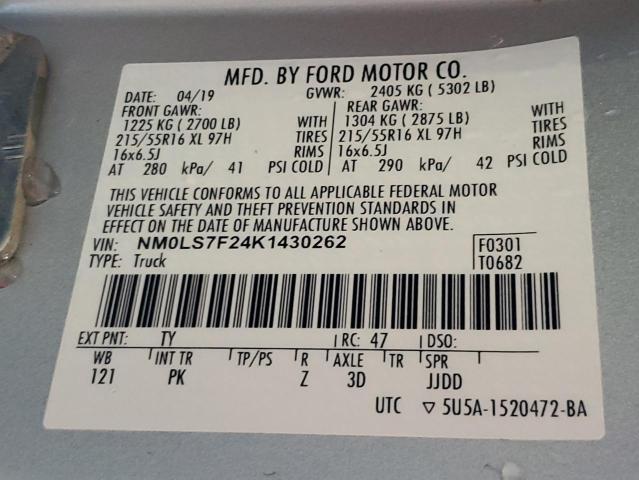 MFD. BY FORD MOTOR CO.
DATE: 04/19 GVWR: 2405 KG ( 5302 LB)
FRONT GAWR: REAR GAWR:
1225 KG ( 2700 LB) WITH 1304 KG ( 2875 LB) WITH
215/55R16 XL 97H TIRES 215/55R16 XL 97H TIRES
16x6.5J RIMS 16x6.5J RIMS
AT 280 kPa/ 41 PSI COLD AT 290 kPa/ 42 PSI COLD
THIS VEHICLE CONFORMS TO ALL APPLICABLE FEDERAL MOTOR
VEHICLE SAFETY AND THEFT PREVENTION STANDARDS IN
EFFECT ON THE DATE OF MANUFACTURE SHOWN ABOVE.
VIN: NM0LS7F24K1430262 F0301
TYPE: Truck T0682
EXT PNT: TY RC: 47 DSO:
WB INT TR TP/PS R AXLE TR SPR
121 PK Z 3D JJDD
UTC ▽ 5U5A-1520472-BA